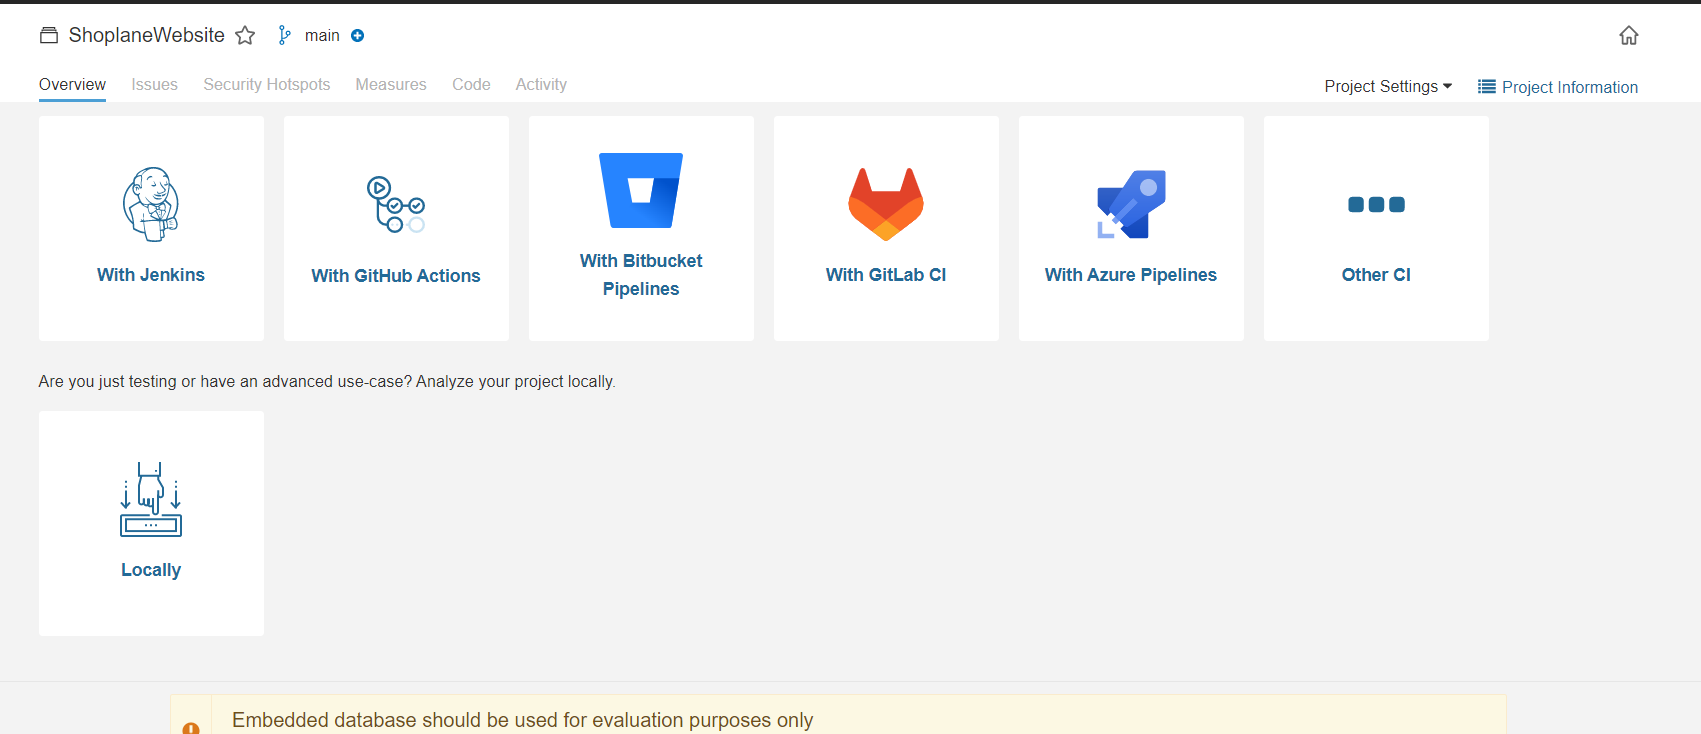 ShoplaneWebsite main
Overview Issues Security Hotspots Measures Code Activity Project Settings Project Information
With Jenkins
With GitHub Actions
With Bitbucket
Pipelines
With GitLab CI
With Azure Pipelines
Other CI
Are you just testing or have an advanced use-case? Analyze your project locally.
Locally
Embedded database should be used for evaluation purposes only